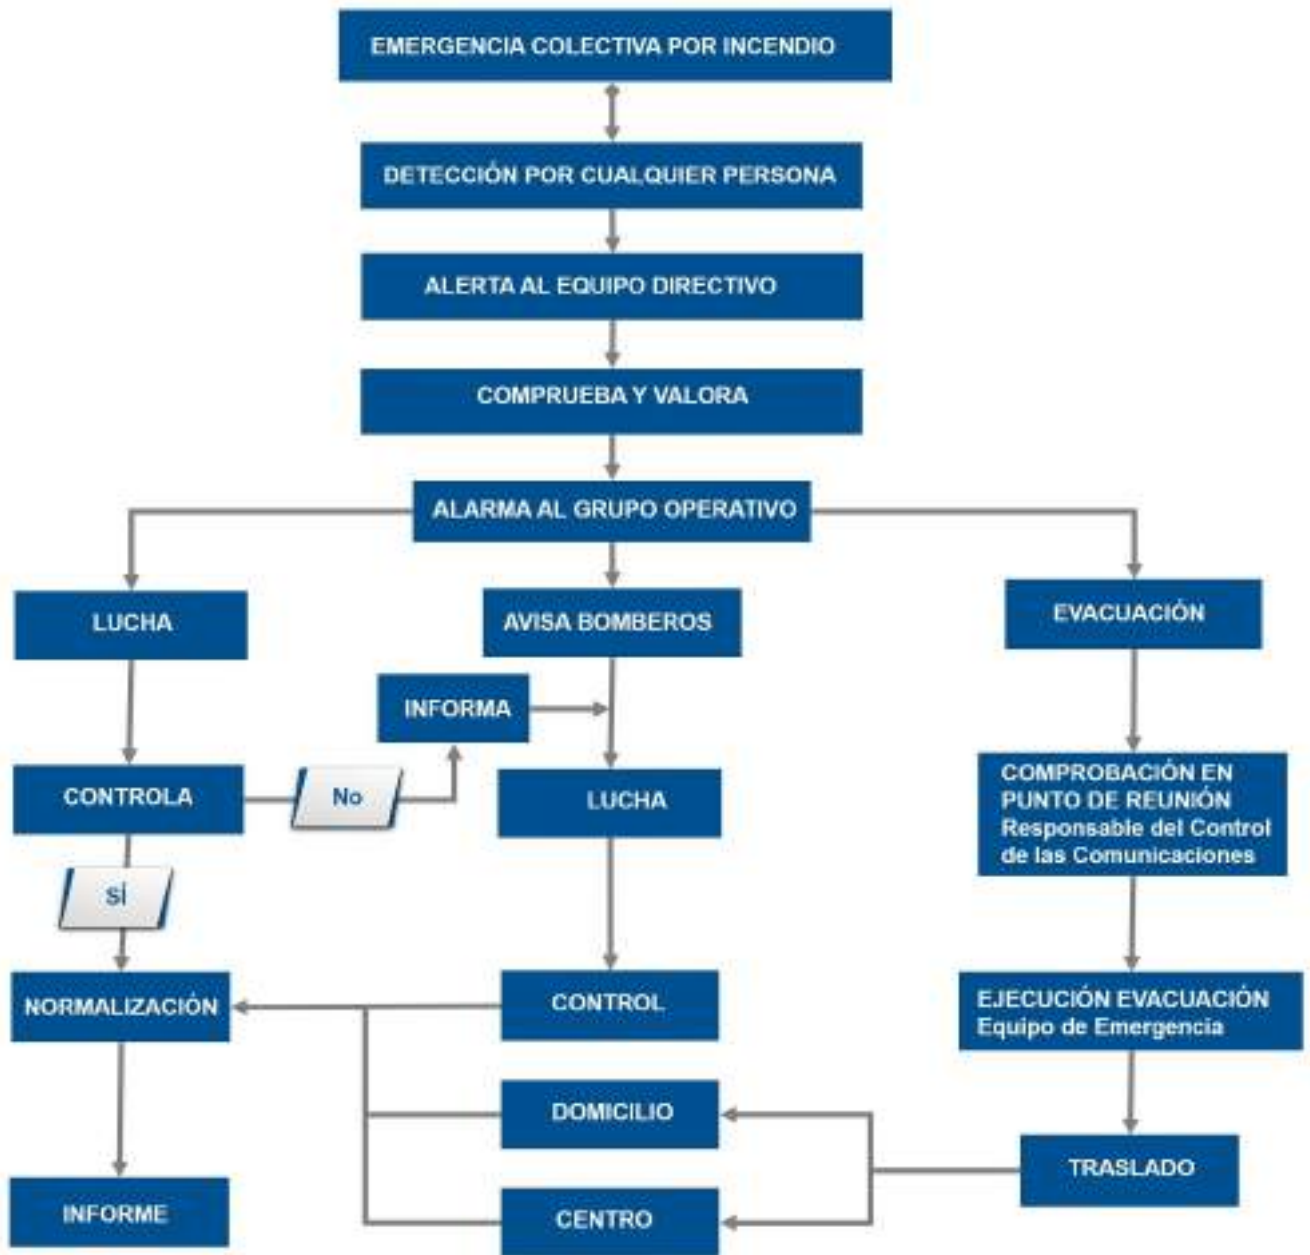 EMERGENCIA COLECTIVA POR INCENDIO
DETECCIÓN POR CUALQUIER PERSONA
ALERTA AL EQUIPO DIRECTIVO
COMPRUEBA Y VALORA
ALARMA AL GRUPO OPERATIVO
LUCHA
AVISA BOMBEROS
EVACUACIÓN
INFORMA
CONTROLA
No
LUCHA
COMPROBACIÓN EN
PUNTO DE REUNIÓN
Responsable del Control
de las Comunicaciones
SÍ
NORMALIZACIÓN
CONTROL
EJECUCIÓN EVACUACIÓN
Equipo de Emergencia
DOMICILIO
TRASLADO
INFORME
CENTRO